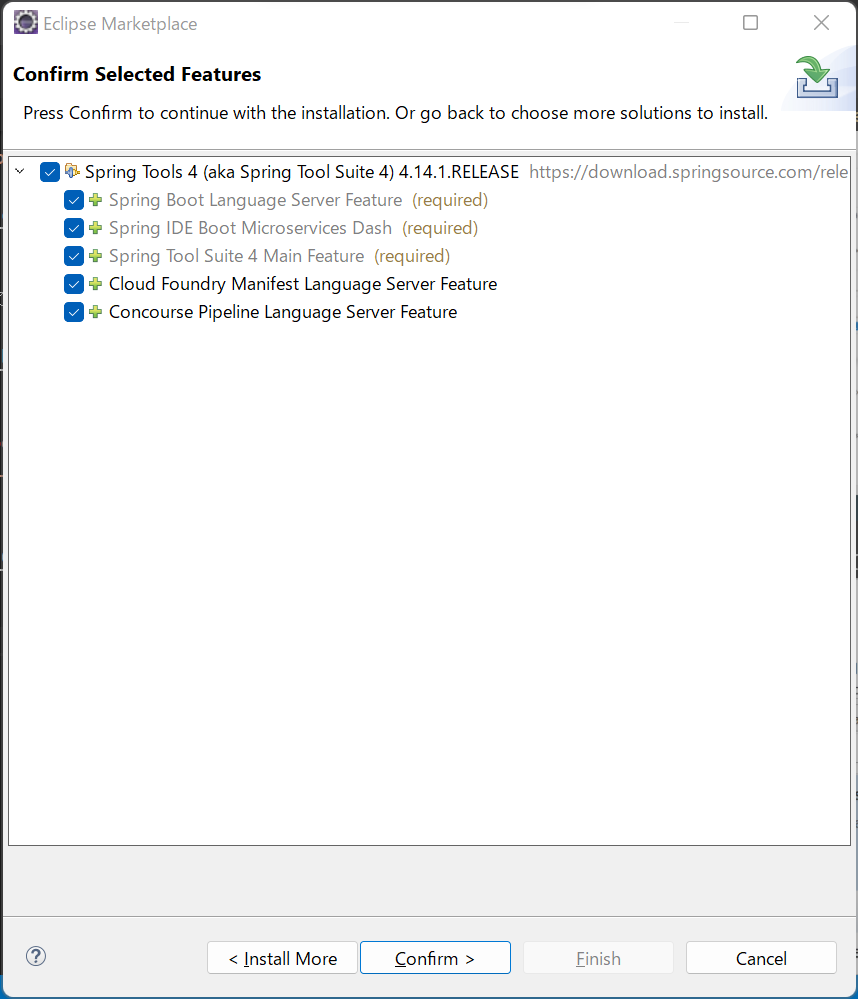 Eclipse Marketplace
Confirm Selected Features
Press Confirm to continue with the installation. Or go back to choose more solutions to install.
Spring Tools 4 (aka Spring Tool Suite 4) 4.14.1.RELEASE https://download.springsource.com/rele
Spring Boot Language Server Feature (required)
Spring IDE Boot Microservices Dash (required)
Spring Tool Suite 4 Main Feature (required)
Cloud Foundry Manifest Language Server Feature
Concourse Pipeline Language Server Feature
? < Install More Confirm > Finish Cancel